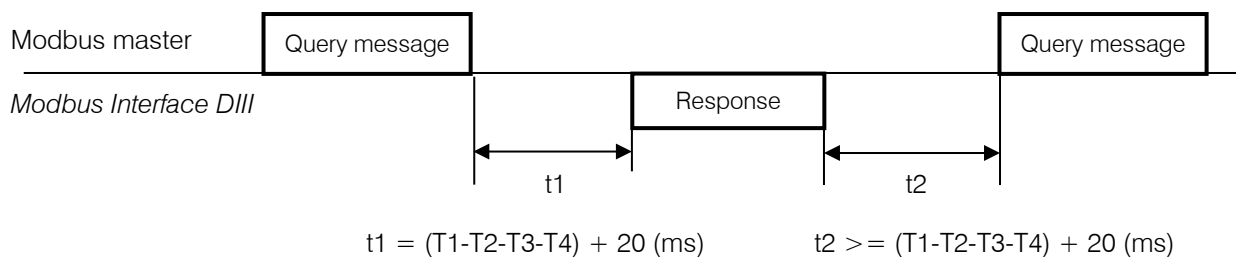 Modbus master
Query message
Query message
Modbus Interface DIII
Response
t1
t2
t1 = (T1-T2-T3-T4) + 20 (ms)
t2 >= (T1-T2-T3-T4) + 20 (ms)